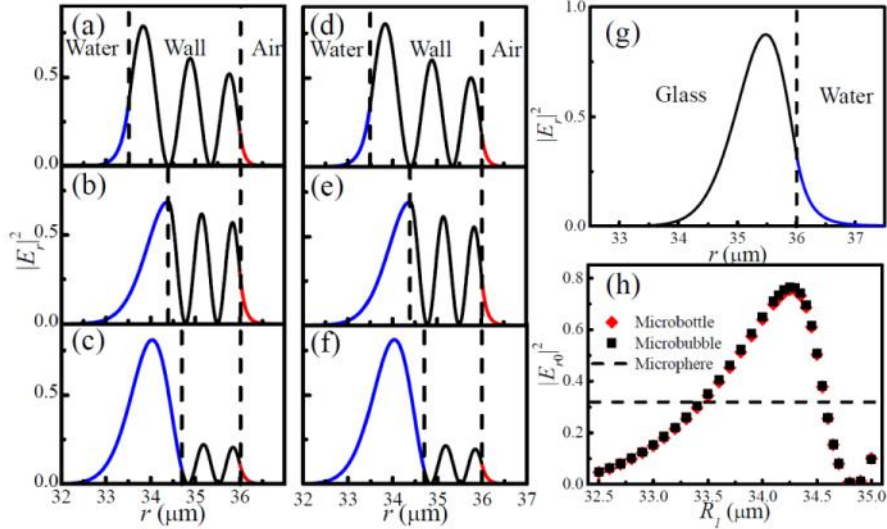 (a)
Water
Wall
Air
0.5
0.0
(b)
0.5
0.0
(c)
0.5
0.0
|E_r|²
32 33 34 35 36
r (μm)
(d)
Water
Wall
Air
(e)
(f)
32 33 34 35 36 37
r (μm)
(g)
1.0
0.5
0.0
|E_r|²
Glass
Water
33 34 35 36 37
r (μm)
(h)
0.8
0.6
0.4
0.2
0.0
|E_r0|²
Microbottle
Microbubble
Microphere
32.5 33.0 33.5 34.0 34.5 35.0
R_1 (μm)